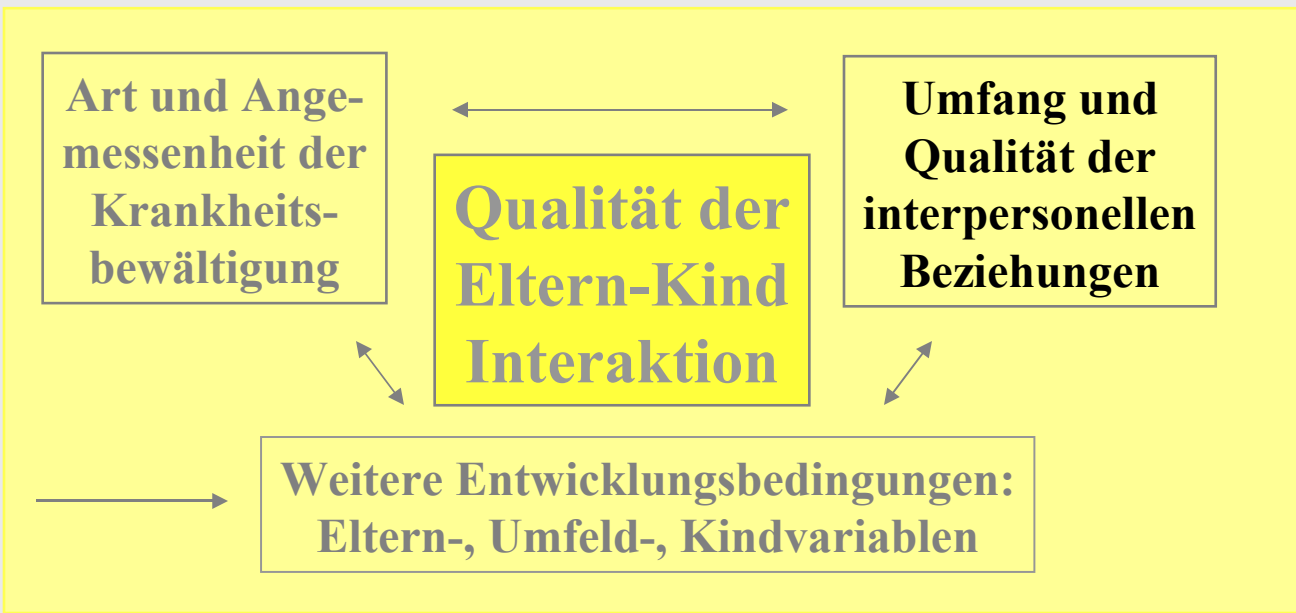 Art und Ange-
messenheit der
Krankheits-
bewältigung
Qualität der
Eltern-Kind
Interaktion
Umfang und
Qualität der
interpersonellen
Beziehungen
Weitere Entwicklungsbedingungen:
Eltern-, Umfeld-, Kindvariablen